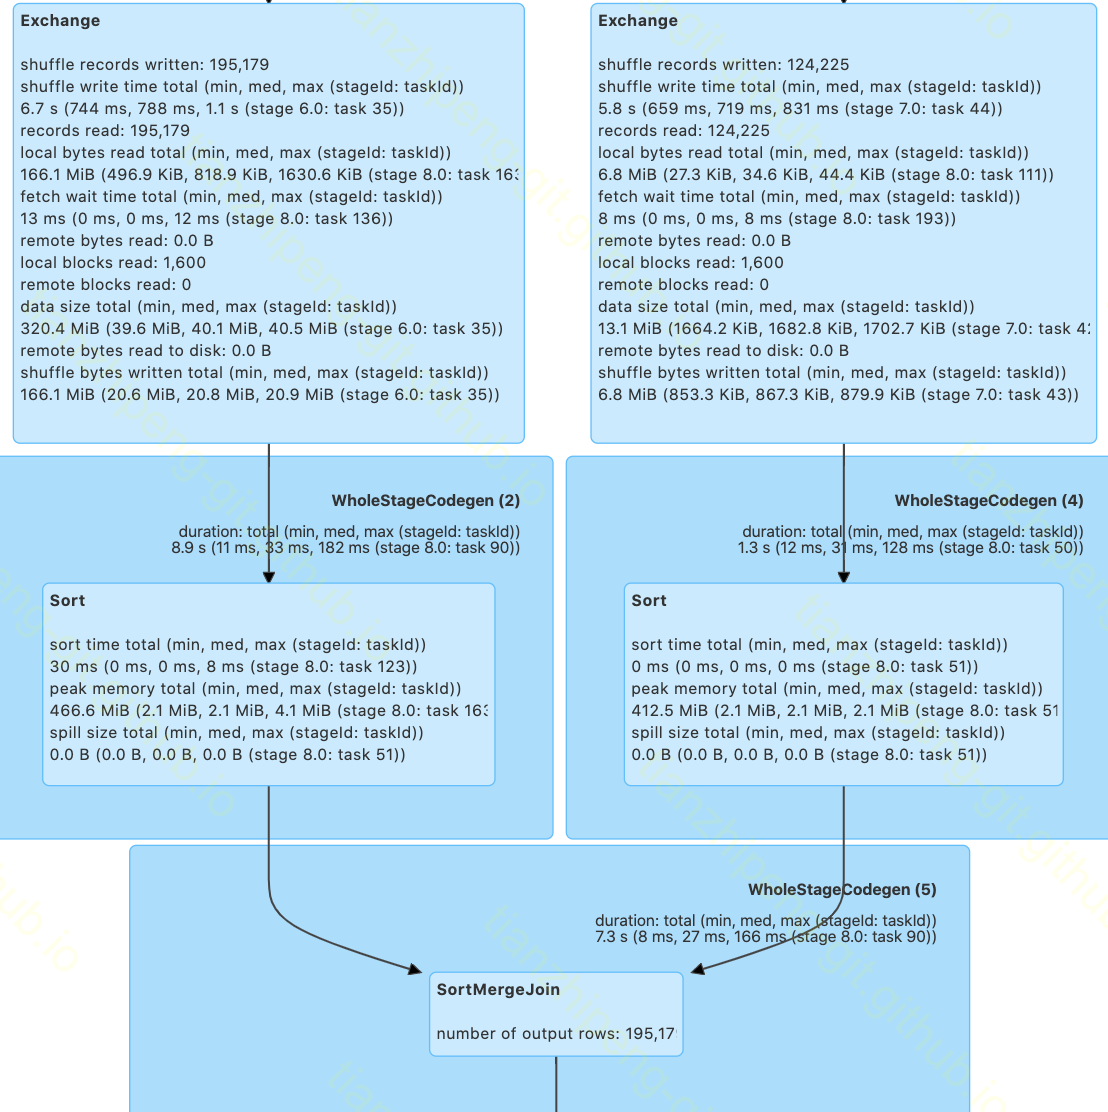 Exchange
shuffle records written: 195,179
shuffle write time total (min, med, max (stageId: taskId))
6.7 s (744 ms, 788 ms, 1.1 s (stage 6.0: task 35))
records read: 195,179
local bytes read total (min, med, max (stageId: taskId))
166.1 MiB (496.9 KiB, 818.9 KiB, 1630.6 KiB (stage 8.0: task 163
fetch wait time total (min, med, max (stageId: taskId))
13 ms (0 ms, 0 ms, 12 ms (stage 8.0: task 136))
remote bytes read: 0.0 B
local blocks read: 1,600
remote blocks read: 0
data size total (min, med, max (stageId: taskId))
320.4 MiB (39.6 MiB, 40.1 MiB, 40.5 MiB (stage 6.0: task 35))
remote bytes read to disk: 0.0 B
shuffle bytes written total (min, med, max (stageId: taskId))
166.1 MiB (20.6 MiB, 20.8 MiB, 20.9 MiB (stage 6.0: task 35))
Exchange
shuffle records written: 124,225
shuffle write time total (min, med, max (stageId: taskId))
5.8 s (659 ms, 719 ms, 831 ms (stage 7.0: task 44))
records read: 124,225
local bytes read total (min, med, max (stageId: taskId))
6.8 MiB (27.3 KiB, 34.6 KiB, 44.4 KiB (stage 8.0: task 111))
fetch wait time total (min, med, max (stageId: taskId))
8 ms (0 ms, 0 ms, 8 ms (stage 8.0: task 193))
remote bytes read: 0.0 B
local blocks read: 1,600
remote blocks read: 0
data size total (min, med, max (stageId: taskId))
13.1 MiB (1664.2 KiB, 1682.8 KiB, 1702.7 KiB (stage 7.0: task 42
remote bytes read to disk: 0.0 B
shuffle bytes written total (min, med, max (stageId: taskId))
6.8 MiB (853.3 KiB, 867.3 KiB, 879.9 KiB (stage 7.0: task 43))
WholeStageCodegen (2)
duration: total (min, med, max (stageId: taskId))
8.9 s (11 ms, 33 ms, 182 ms (stage 8.0: task 90))
Sort
sort time total (min, med, max (stageId: taskId))
30 ms (0 ms, 0 ms, 8 ms (stage 8.0: task 123))
peak memory total (min, med, max (stageId: taskId))
466.6 MiB (2.1 MiB, 2.1 MiB, 4.1 MiB (stage 8.0: task 163
spill size total (min, med, max (stageId: taskId))
0.0 B (0.0 B, 0.0 B, 0.0 B (stage 8.0: task 51))
WholeStageCodegen (4)
duration: total (min, med, max (stageId: taskId))
1.3 s (12 ms, 31 ms, 128 ms (stage 8.0: task 50))
Sort
sort time total (min, med, max (stageId: taskId))
0 ms (0 ms, 0 ms, 0 ms (stage 8.0: task 51))
peak memory total (min, med, max (stageId: taskId))
412.5 MiB (2.1 MiB, 2.1 MiB, 2.1 MiB (stage 8.0: task 51
spill size total (min, med, max (stageId: taskId))
0.0 B (0.0 B, 0.0 B, 0.0 B (stage 8.0: task 51))
WholeStageCodegen (5)
duration: total (min, med, max (stageId: taskId))
7.3 s (8 ms, 27 ms, 166 ms (stage 8.0: task 90))
SortMergeJoin
number of output rows: 195,17